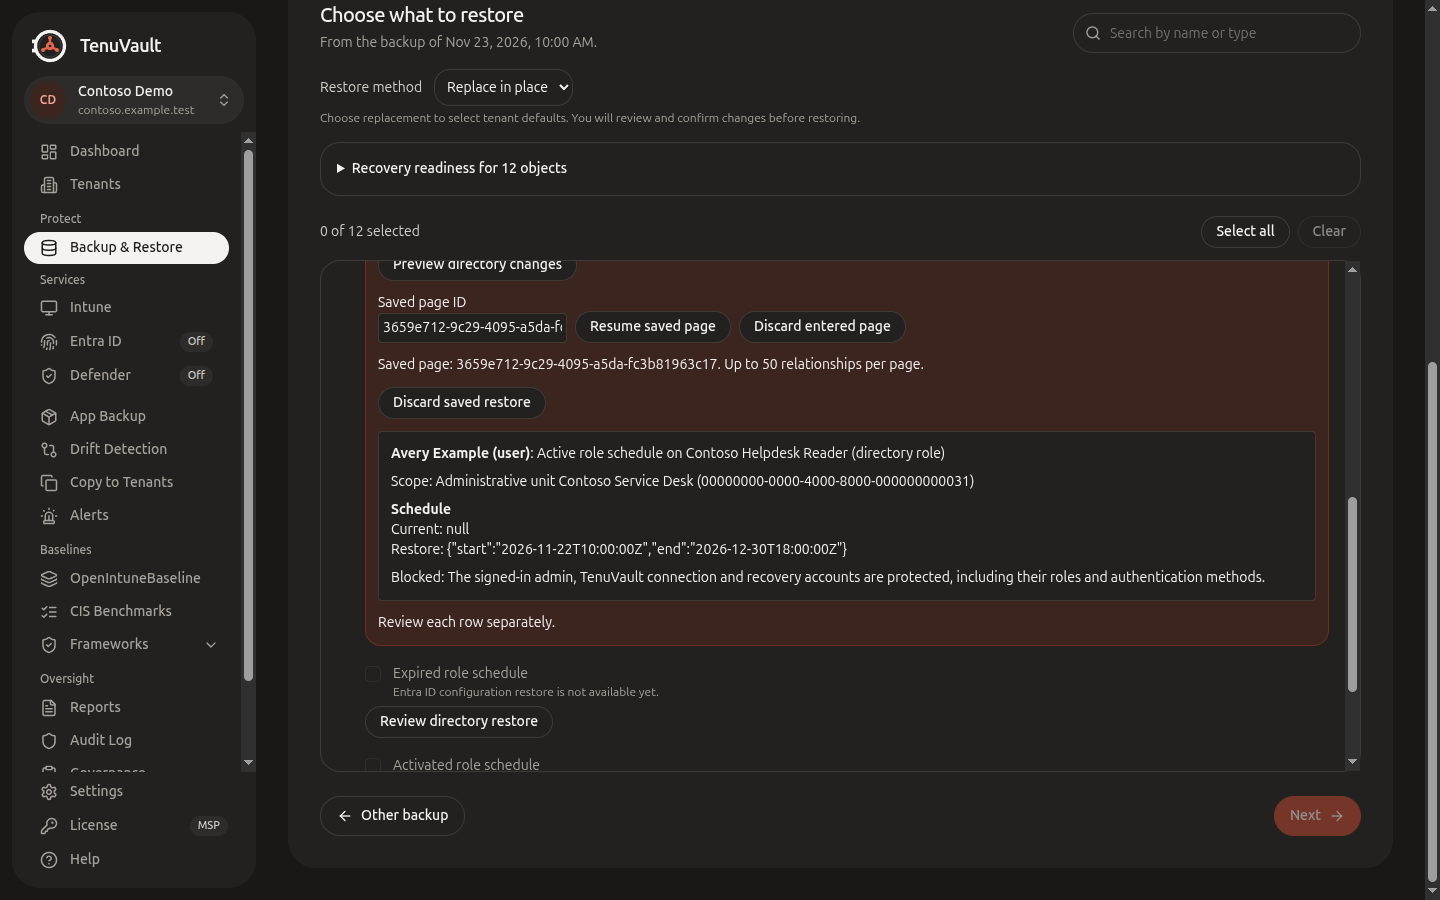 TenuVault
CD
Contoso Demo
contoso.example.test
Dashboard
Tenants
Protect
Backup & Restore
Services
Intune
Entra ID
Off
Defender
Off
App Backup
Drift Detection
Copy to Tenants
Alerts
Baselines
OpenIntuneBaseline
CIS Benchmarks
Frameworks
Oversight
Reports
Audit Log
Governance
Settings
License
MSP
Help
Choose what to restore
From the backup of Nov 23, 2026, 10:00 AM.
Search by name or type
Restore method
Replace in place
Choose replacement to select tenant defaults. You will review and confirm changes before restoring.
Recovery readiness for 12 objects
0 of 12 selected
Select all
Clear
Preview directory changes
Saved page ID
3659e712-9c29-4095-a5da-f
Resume saved page
Discard entered page
Saved page: 3659e712-9c29-4095-a5da-fc3b81963c17. Up to 50 relationships per page.
Discard saved restore
Avery Example (user): Active role schedule on Contoso Helpdesk Reader (directory role)
Scope: Administrative unit Contoso Service Desk (00000000-0000-4000-8000-000000000031)
Schedule
Current: null
Restore: {"start":"2026-11-22T10:00:00Z","end":"2026-12-30T18:00:00Z"}
Blocked: The signed-in admin, TenuVault connection and recovery accounts are protected, including their roles and authentication methods.
Review each row separately.
Expired role schedule
Entra ID configuration restore is not available yet.
Review directory restore
Activated role schedule
Other backup
Next